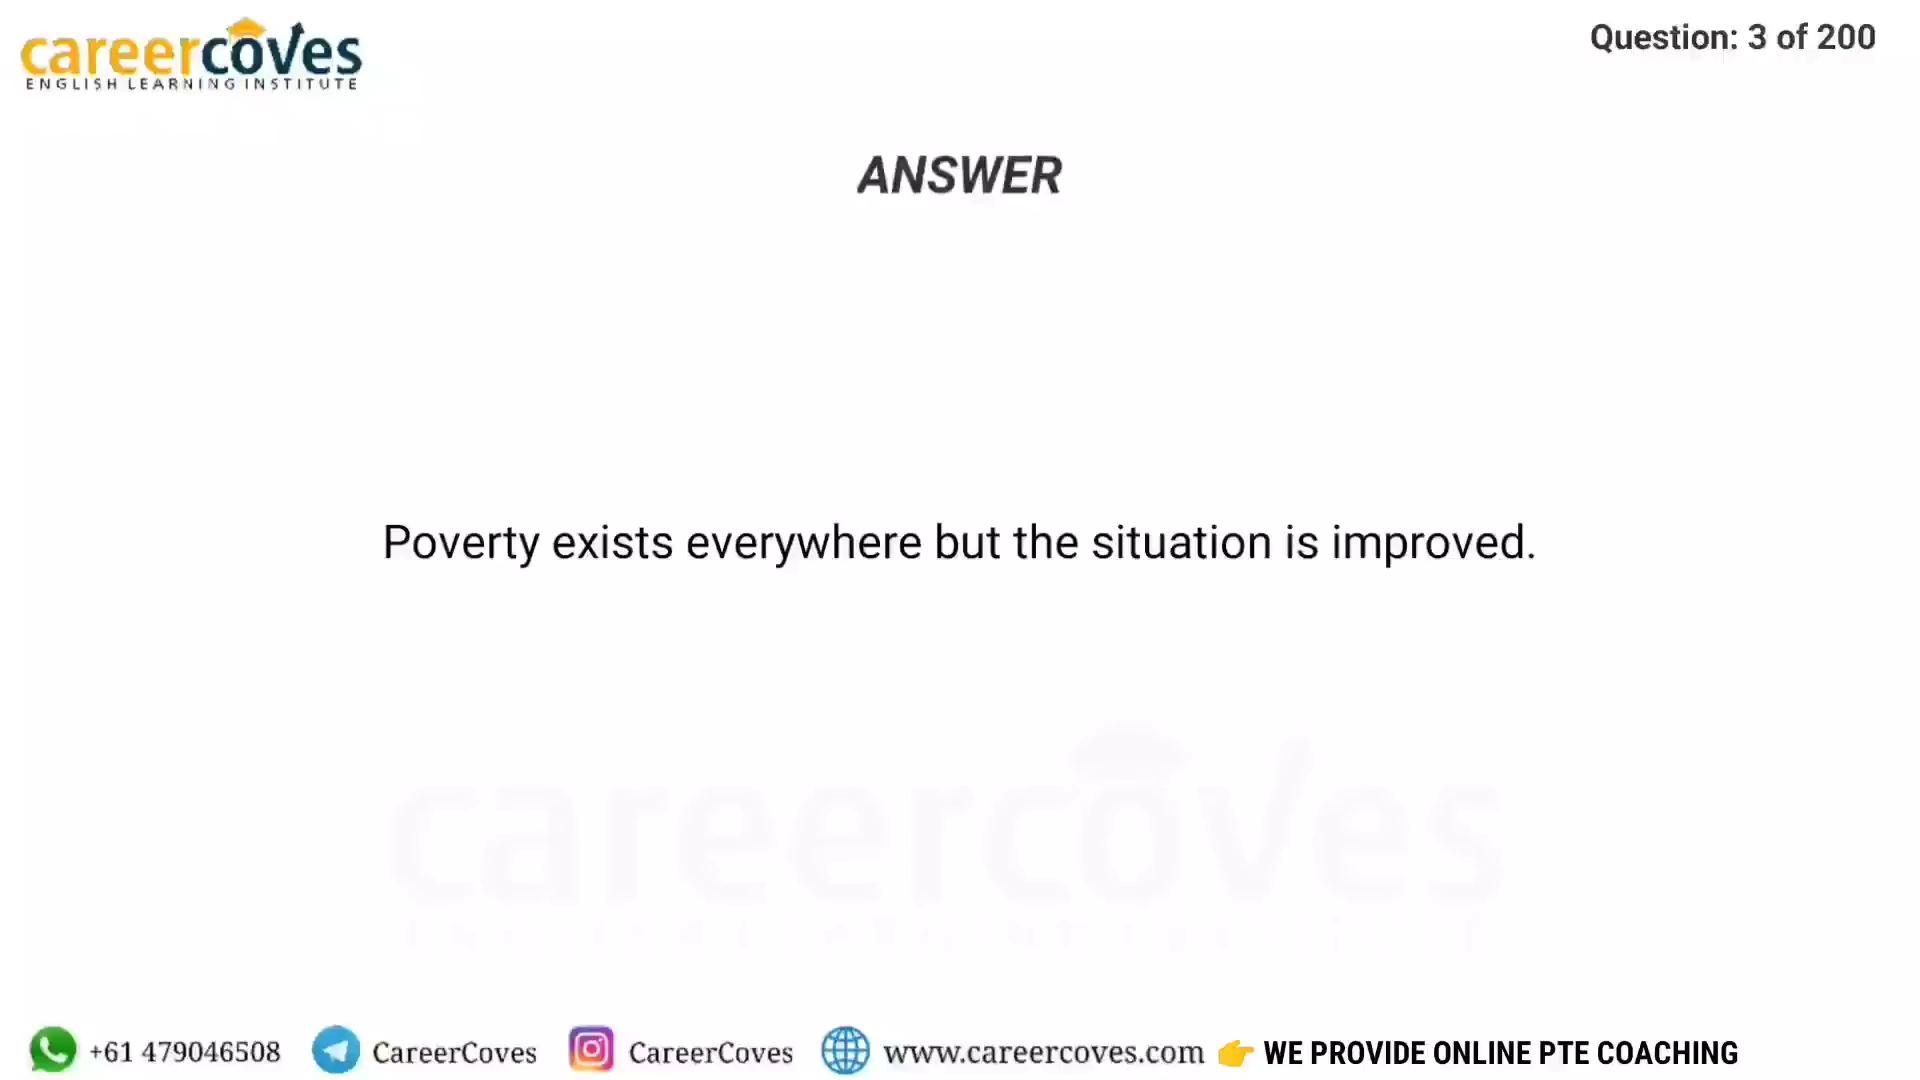 careercoves
ENGLISH LEARNING INSTITUTE
Question: 3 of 200
ANSWER
Poverty exists everywhere but the situation is improved.
careercoves
+61 479046508 CareerCoves CareerCoves www.careercoves.com 👉 WE PROVIDE ONLINE PTE COACHING